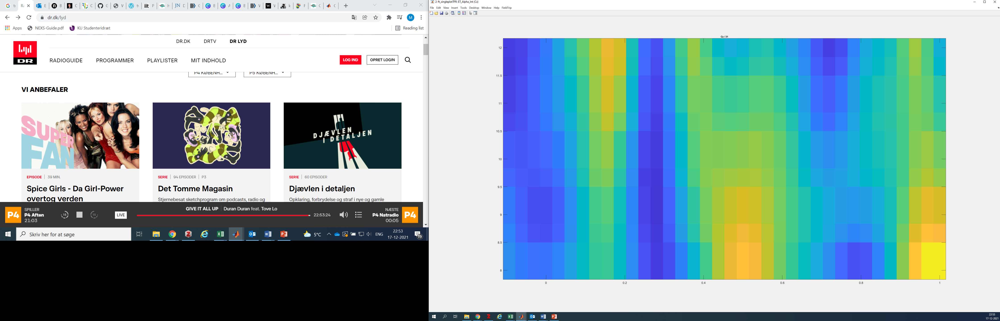 dr.dk/lyd
Apps
NEXS-Guide.pdf
KU Studenteridræt
Reading list
DR
DR.DK
DRTV
DR LYD
RADIOGUIDE
PROGRAMMER
PLAYLISTER
MIT INDHOLD
LOG IND
OPRET LOGIN
P4 KØBENH...
P5 KØBENH...
VI ANBEFALER
SUPER
FAN
DJÆVLEN
I DETALJEN
EPISODE
39 MIN.
Spice Girls - Da Girl-Power
overtog verden
SERIE
94 EPISODER
P3
Det Tomme Magasin
Stjernebesat sketchprogram om podcasts, radio og
SERIE
60 EPISODER
Djævlen i detaljen
Opklaring, forbrydelse og straf i nye og gamle
P4
SPILLER
P4 Aften
21:03
15
15
LIVE
GIVE IT ALL UP
Duran Duran feat. Tove Lo
22:53:24
NÆSTE
P4 Natradio
00:05
P4
Skriv her for at søge
5°C
ENG
22:53
17-12-2021
19
2: ft_singleplotTFR: ET_Alpha_Int (Cz)
File Edit View Insert Tools Desktop Window Help FieldTrip
Cz / 31
12
11.5
11
10.5
10
9.5
9
8.5
8
0
0.2
0.4
0.6
0.8
1
22:53
17-12-2021